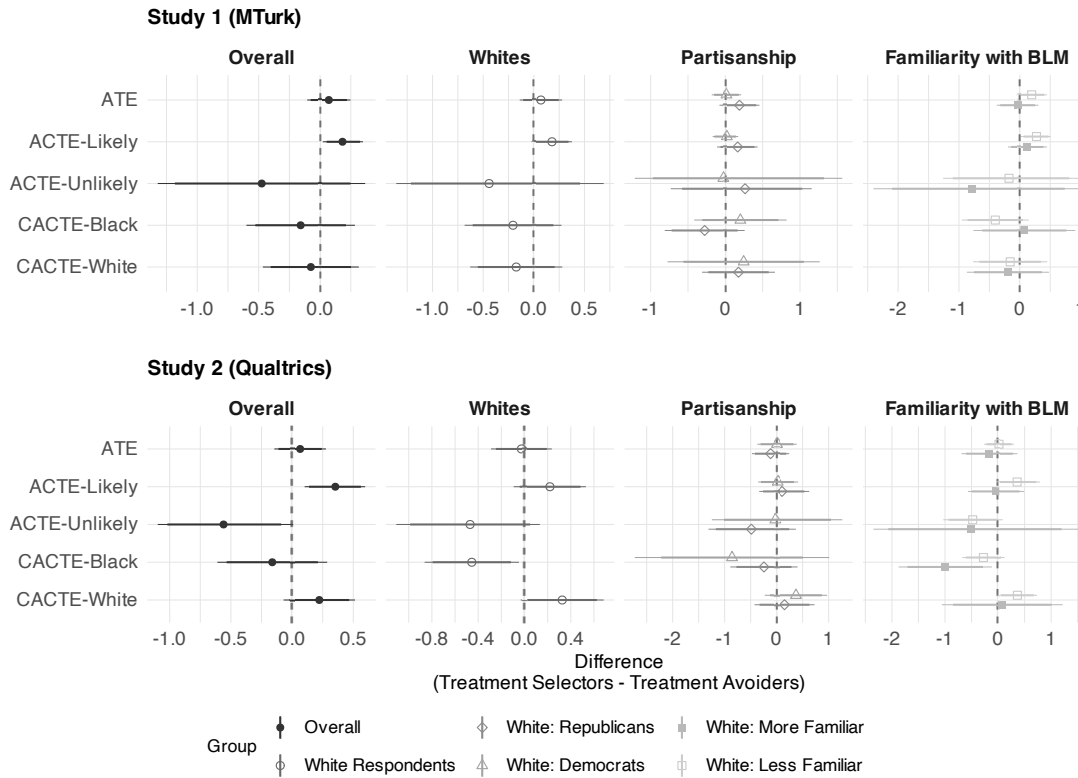 Study 1 (MTurk)
Overall Whites Partisanship Familiarity with BLM
ATE
ACTE-Likely
ACTE-Unlikely
CACTE-Black
CACTE-White
-1.0 -0.5 0.0 -1.0 -0.5 0.0 0.5 -1 0 1 -2 -1 0 1
Study 2 (Qualtrics)
Overall Whites Partisanship Familiarity with BLM
ATE
ACTE-Likely
ACTE-Unlikely
CACTE-Black
CACTE-White
-1.0 -0.5 0.0 0.5 -0.8 -0.4 0.0 0.4 -2 -1 0 1 -2 -1 0 1
Difference
(Treatment Selectors - Treatment Avoiders)
Group
Overall White: Republicans White: More Familiar
White Respondents White: Democrats White: Less Familiar